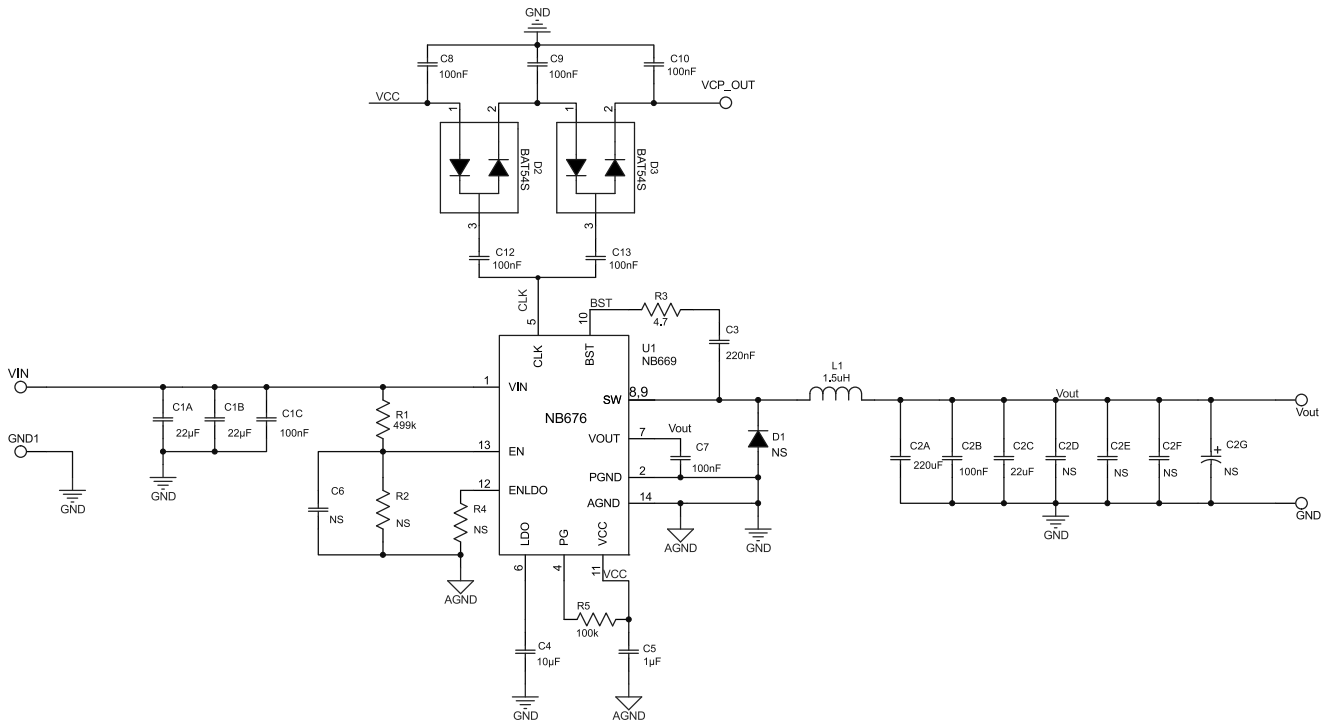 GND
C8
100nF
C9
100nF
C10
100nF
VCP_OUT
VCC
1
2
1
2
D2
BAT54S
D3
BAT54S
3
3
C12
100nF
C13
100nF
CLK
5
BST
10
R3
4.7
C3
220nF
U1
NB669
CLK
BST
VIN
1
VIN
C1A
22µF
C1B
22µF
C1C
100nF
R1
499k
SW
8,9
L1
1.5uH
Vout
Vout
NB676
GND1
GND
GND
13
EN
VOUT
7
Vout
C7
100nF
D1
NS
C2A
220uF
C2B
100nF
C2C
22uF
C2D
NS
C2E
NS
C2F
NS
C2G
+
NS
PGND
2
C6
NS
R2
NS
12
ENLDO
R4
NS
AGND
14
AGND
GND
GND
GND
LDO
PG
VCC
6
4
11
VCC
AGND
R5
100k
C4
10µF
C5
1µF
GND
AGND